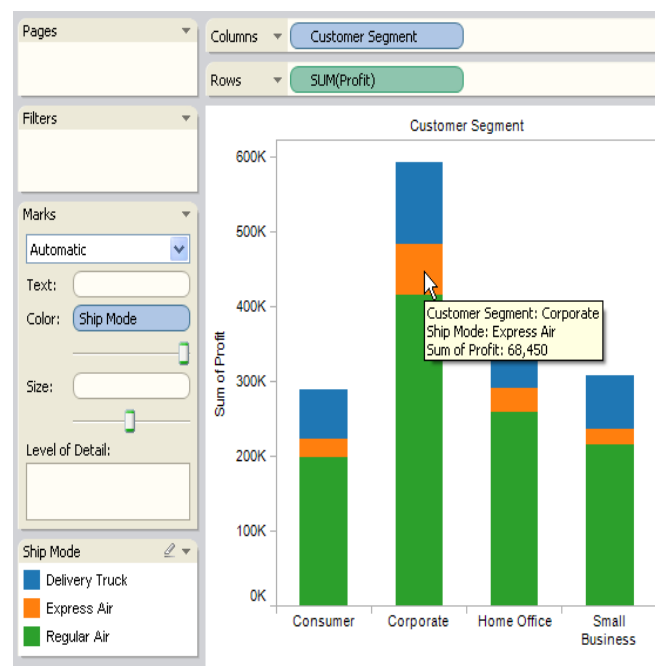 Pages
Columns
Customer Segment
Rows
SUM(Profit)
Filters
Marks
Automatic
Text:
Color:
Ship Mode
Size:
Level of Detail:
Ship Mode
Delivery Truck
Express Air
Regular Air
Customer Segment
Sum of Profit
600K
500K
400K
300K
200K
100K
0K
Customer Segment: Corporate
Ship Mode: Express Air
Sum of Profit: 68,450
Consumer
Corporate
Home Office
Small
Business